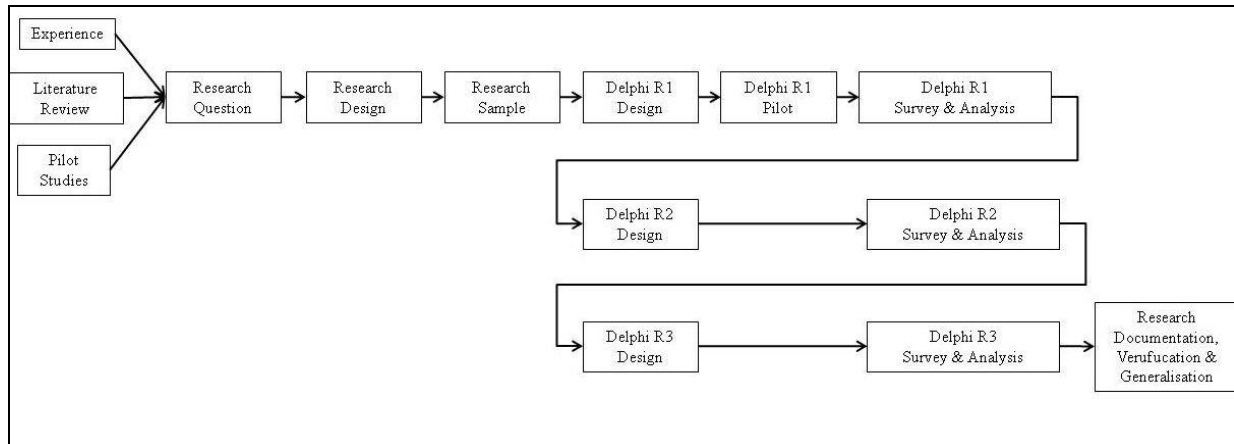 Experience
Literature
Review
Pilot
Studies
Research
Question
Research
Design
Research
Sample
Delphi R1
Design
Delphi R1
Pilot
Delphi R1
Survey & Analysis
Delphi R2
Design
Delphi R2
Survey & Analysis
Delphi R3
Design
Delphi R3
Survey & Analysis
Research
Documentation,
Verufucation &
Generalisation